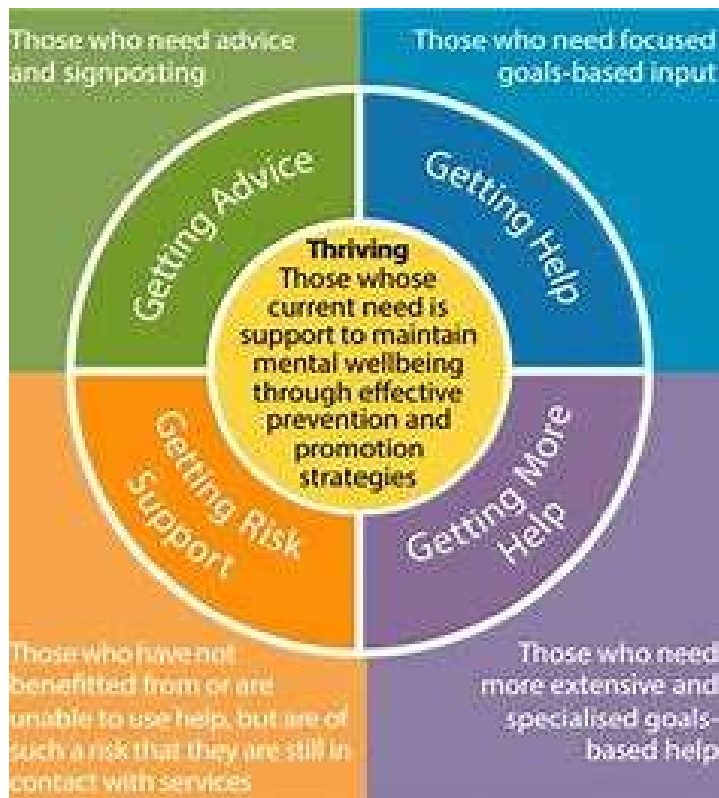 Those who need advice
and signposting
Those who need focused
goals-based input
Getting Advice
Getting Help
Thriving
Those whose
current need is
support to maintain
mental wellbeing
through effective
prevention and
promotion
strategies
Getting Risk
Support
Getting More
Help
Those who have not
benefitted from or are
unable to use help, but are of
such a risk that they are still in
contact with services
Those who need
more extensive and
specialised goals-
based help